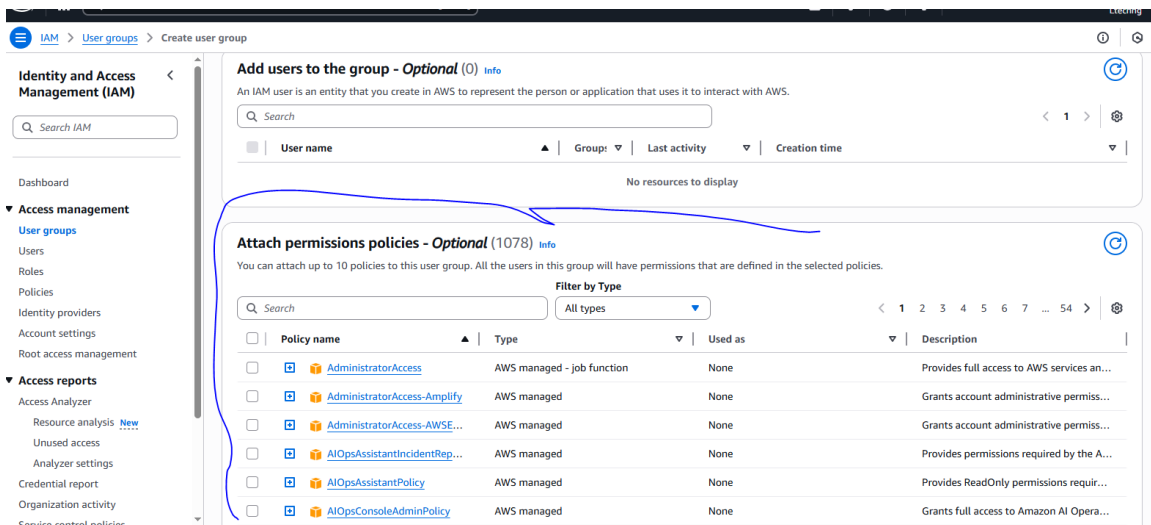 Ltechng
IAM > User groups > Create user group
Identity and Access Management (IAM)
Search IAM
Dashboard
Access management
User groups
Users
Roles
Policies
Identity providers
Account settings
Root access management
Access reports
Access Analyzer
Resource analysis New
Unused access
Analyzer settings
Credential report
Organization activity
Service control policies
Add users to the group - Optional (0) Info
An IAM user is an entity that you create in AWS to represent the person or application that uses it to interact with AWS.
Search
1
User name Groups Last activity Creation time
No resources to display
Attach permissions policies - Optional (1078) Info
You can attach up to 10 policies to this user group. All the users in this group will have permissions that are defined in the selected policies.
Filter by Type
Search All types 1 2 3 4 5 6 7 ... 54
Policy name Type Used as Description
AdministratorAccess AWS managed - job function None Provides full access to AWS services an...
AdministratorAccess-Amplify AWS managed None Grants account administrative permiss...
AdministratorAccess-AWSE... AWS managed None Grants account administrative permiss...
AIOpsAssistantIncidentRep... AWS managed None Provides permissions required by the A...
AIOpsAssistantPolicy AWS managed None Provides ReadOnly permissions requir...
AIOpsConsoleAdminPolicy AWS managed None Grants full access to Amazon AI Opera...